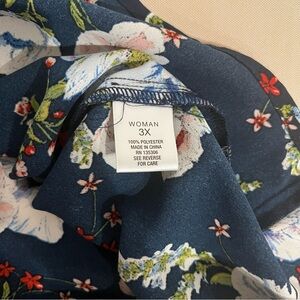 WOMAN
3X
100% POLYESTER
MADE IN CHINA
RN 135306
SEE REVERSE
FOR CARE